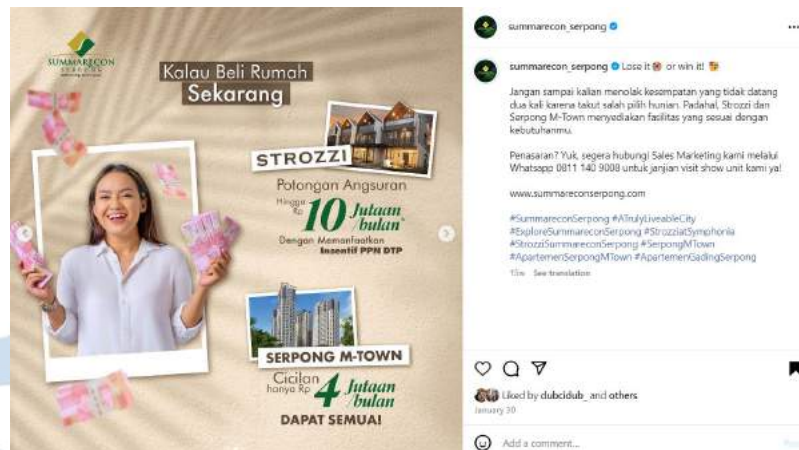 SUMMARECON
SERPONG
Kalau Beli Rumah
Sekarang
STROZZI
Potongan Angsuran
Hingga
Rp 10 Jutaan
/bulan*
Dengan Memanfaatkan
Insentif PPN DTP
SERPONG M-TOWN
Cicilan
hanya Rp 4 Jutaan
/bulan
DAPAT SEMUA!
summarecon_serpong
summarecon_serpong Lose it or win it!
Jangan sampai kalian menolak kesempatan yang tidak datang
dua kali karena takut salah pilih hunian. Padahal, Strozzi dan
Serpong M-Town menyediakan fasilitas yang sesuai dengan
kebutuhanmu.
Penasaran? Yuk, segera hubungi Sales Marketing kami melalui
Whatsapp 0811 140 9008 untuk janjian visit show unit kami ya!
www.summareconserpong.com
#SummareconSerpong #ATrulyLiveableCity
#ExploreSummareconSerpong #StrozziatSymphonia
#StrozziSummareconSerpong #SerpongMTown
#ApartemenSerpongMTown #ApartemenGadingSerpong
See translation
Liked by dubcidub_ and others
January 30
Add a comment...